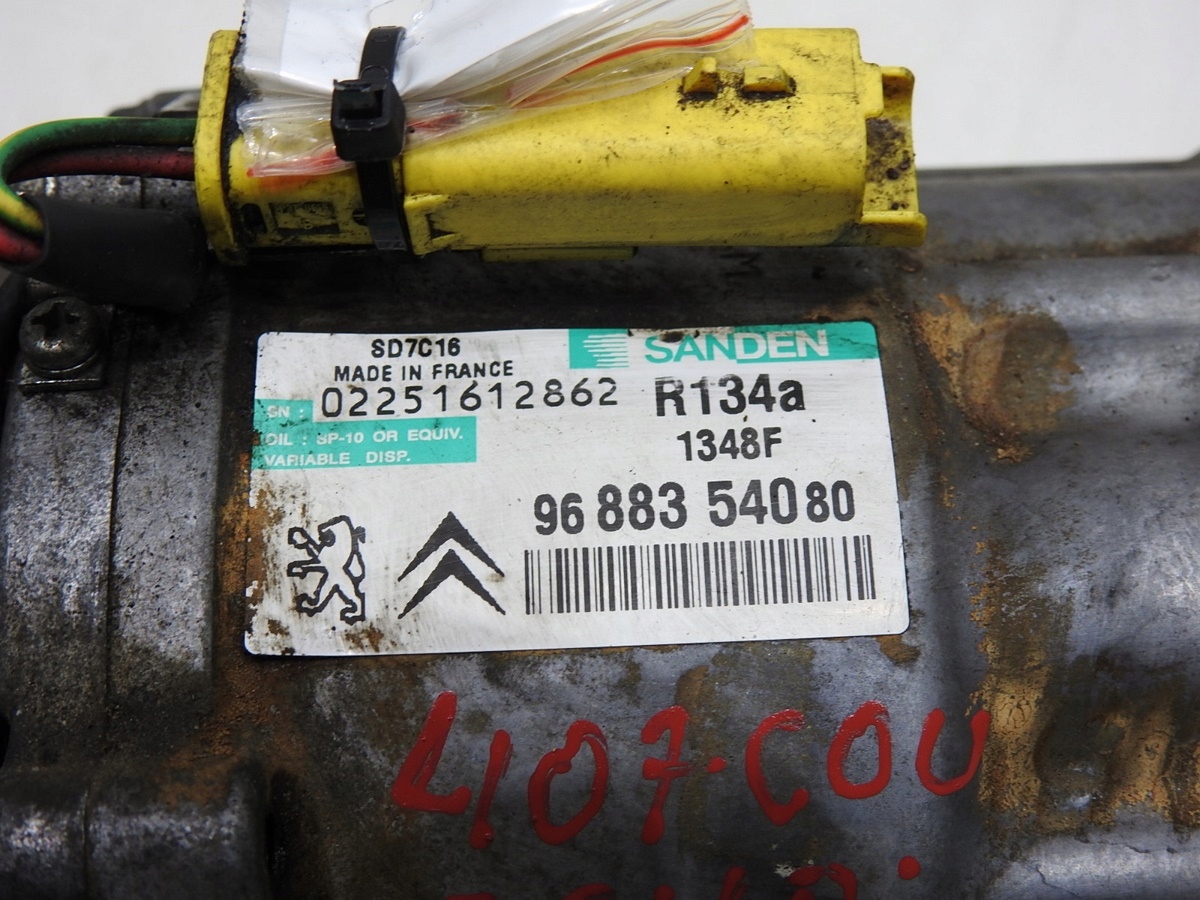 SD7C16
MADE IN FRANCE
SANDEN
SN : 02251612862
R134a
OIL : SP-10 OR EQUIV.
VARIABLE DISP.
1348F
96 883 540 80
407.COU